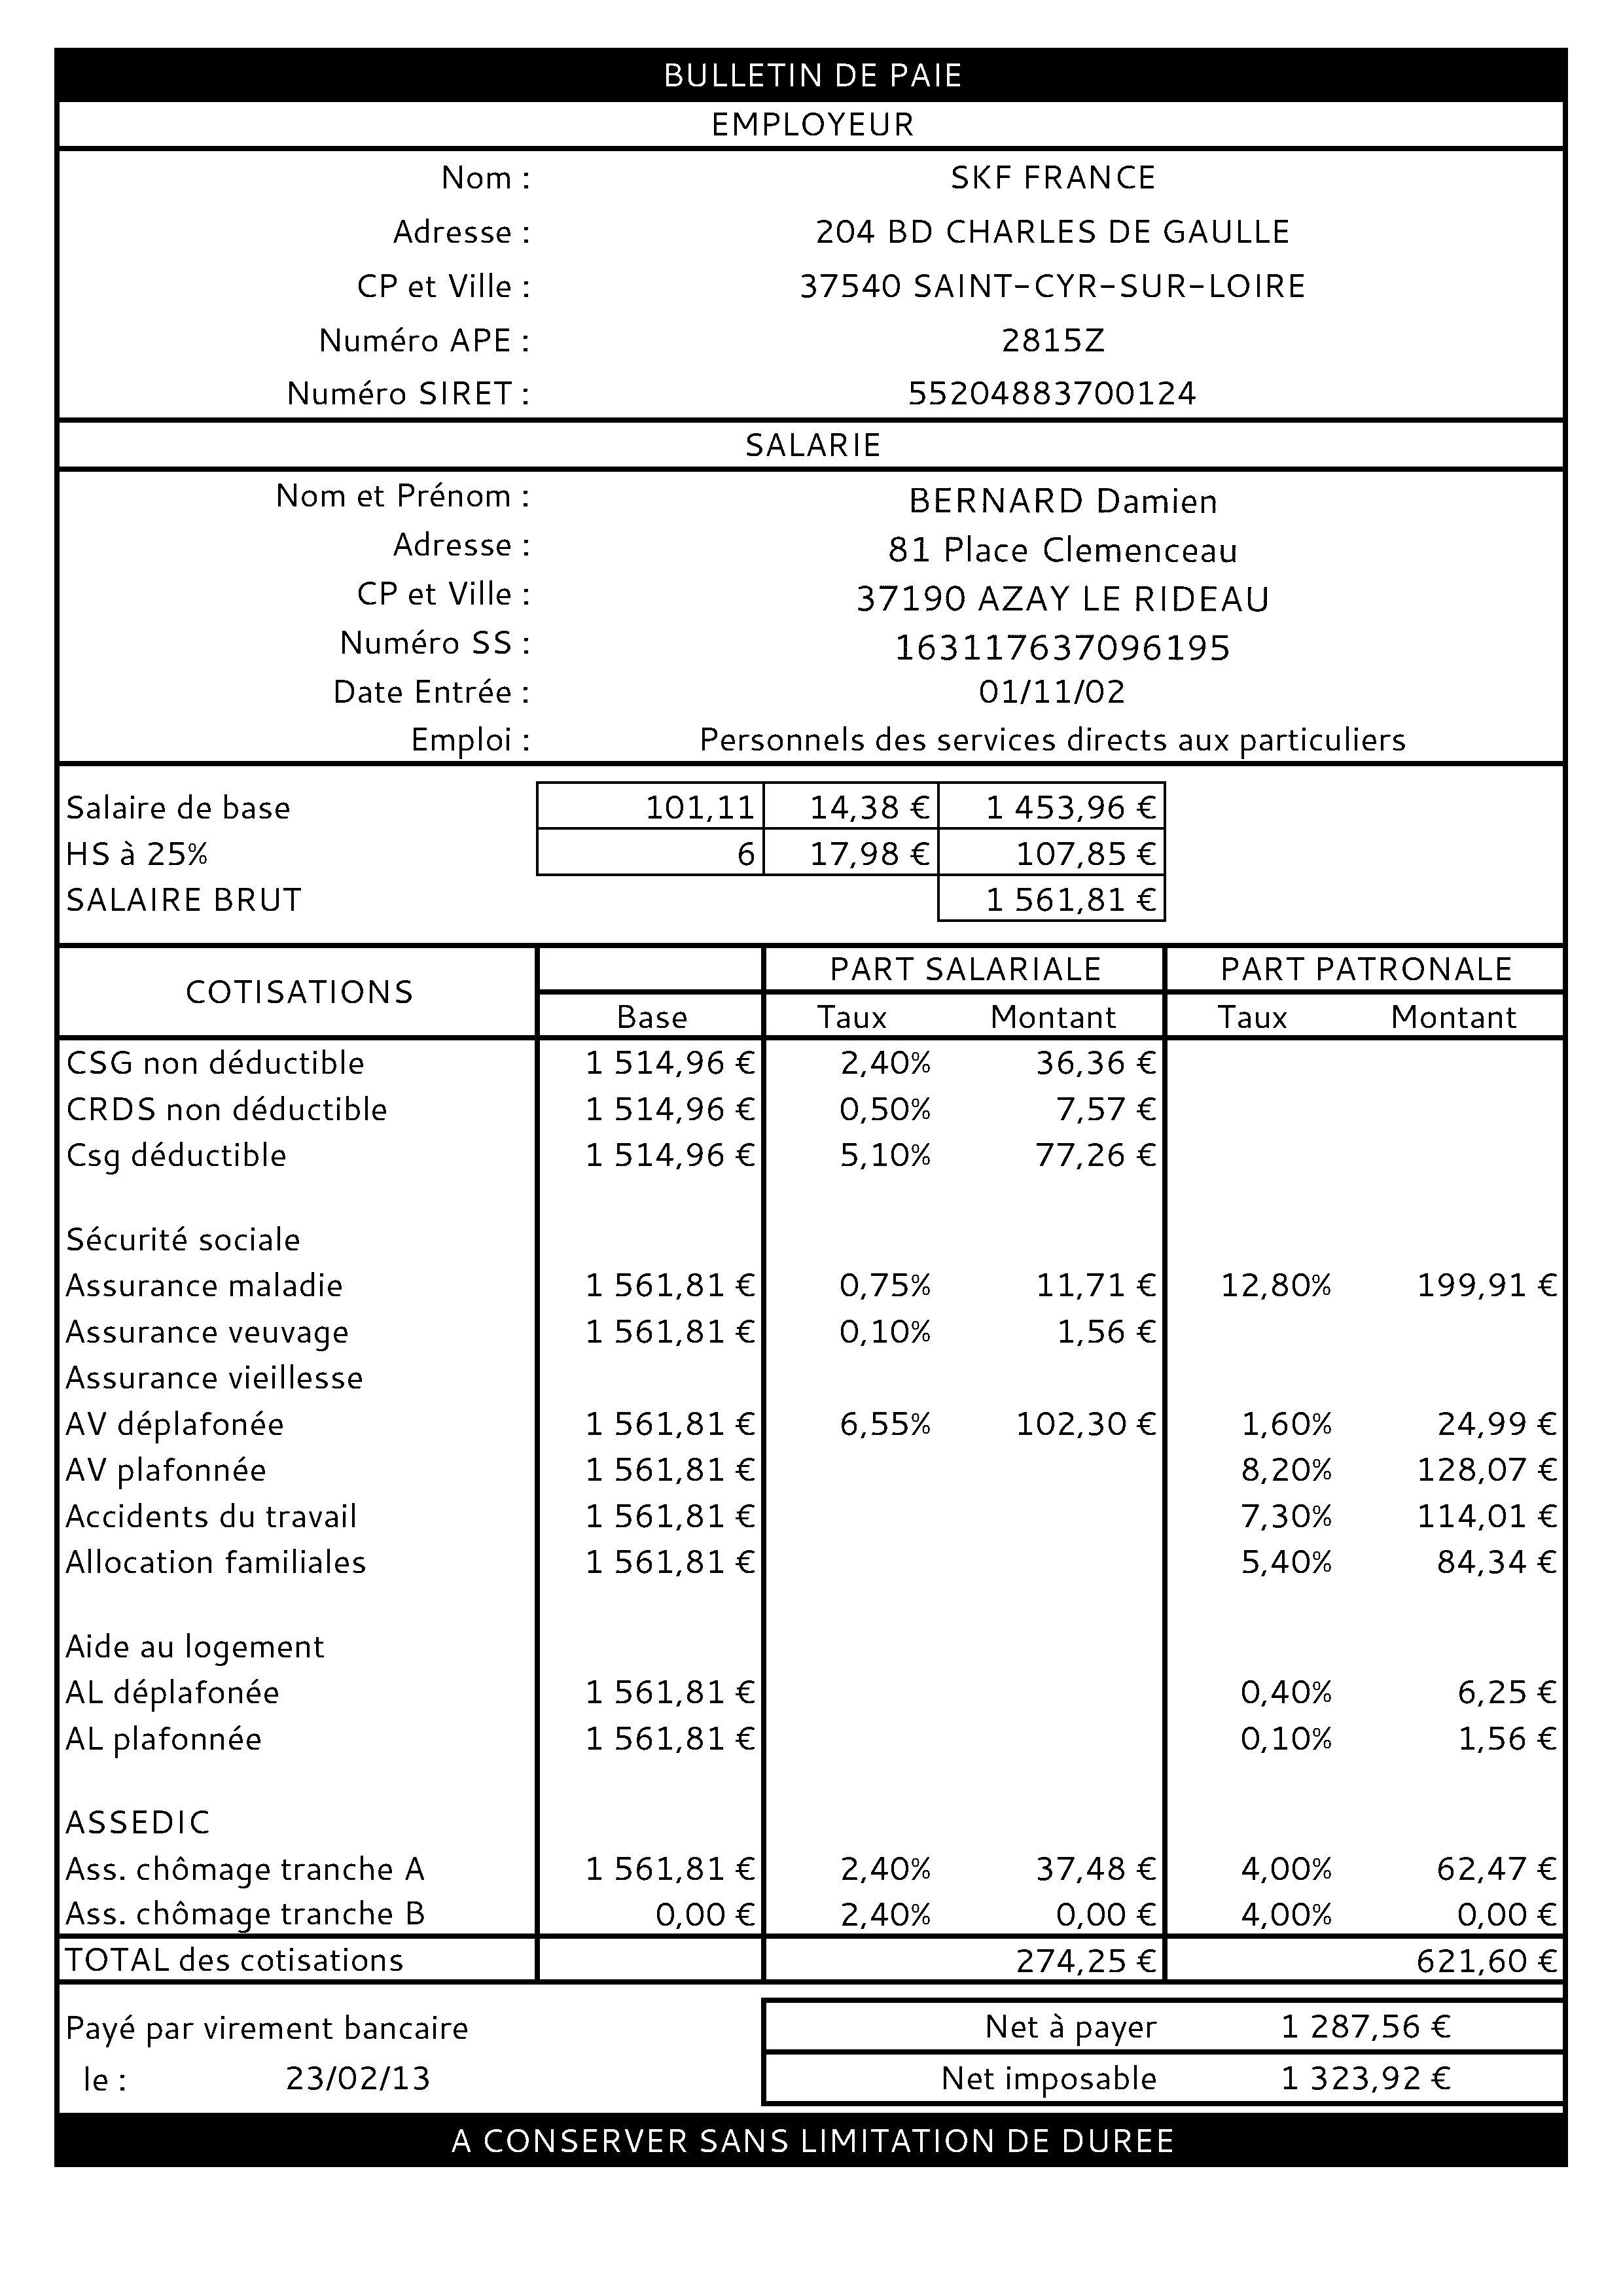 BULLETIN DE PAIE
EMPLOYEUR
Nom : SKF FRANCE
Adresse : 204 BD CHARLES DE GAULLE
CP et Ville : 37540 SAINT-CYR-SUR-LOIRE
Numéro APE : 2815Z
Numéro SIRET : 55204883700124
SALARIE
Nom et Prénom : BERNARD Damien
Adresse : 81 Place Clemenceau
CP et Ville : 37190 AZAY LE RIDEAU
Numéro SS : 163117637096195
Date Entrée : 01/11/02
Emploi : Personnels des services directs aux particuliers
Salaire de base 101,11 14,38 € 1 453,96 €
HS à 25% 6 17,98 € 107,85 €
SALAIRE BRUT 1 561,81 €
COTISATIONS PART SALARIALE PART PATRONALE
Base Taux Montant Taux Montant
CSG non déductible 1 514,96 € 2,40% 36,36 €
CRDS non déductible 1 514,96 € 0,50% 7,57 €
Csg déductible 1 514,96 € 5,10% 77,26 €
Sécurité sociale
Assurance maladie 1 561,81 € 0,75% 11,71 € 12,80% 199,91 €
Assurance veuvage 1 561,81 € 0,10% 1,56 €
Assurance vieillesse
AV déplafonée 1 561,81 € 6,55% 102,30 € 1,60% 24,99 €
AV plafonnée 1 561,81 € 8,20% 128,07 €
Accidents du travail 1 561,81 € 7,30% 114,01 €
Allocation familiales 1 561,81 € 5,40% 84,34 €
Aide au logement
AL déplafonée 1 561,81 € 0,40% 6,25 €
AL plafonnée 1 561,81 € 0,10% 1,56 €
ASSEDIC
Ass. chômage tranche A 1 561,81 € 2,40% 37,48 € 4,00% 62,47 €
Ass. chômage tranche B 0,00 € 2,40% 0,00 € 4,00% 0,00 €
TOTAL des cotisations 274,25 € 621,60 €
Payé par virement bancaire Net à payer 1 287,56 €
le : 23/02/13 Net imposable 1 323,92 €
A CONSERVER SANS LIMITATION DE DUREE